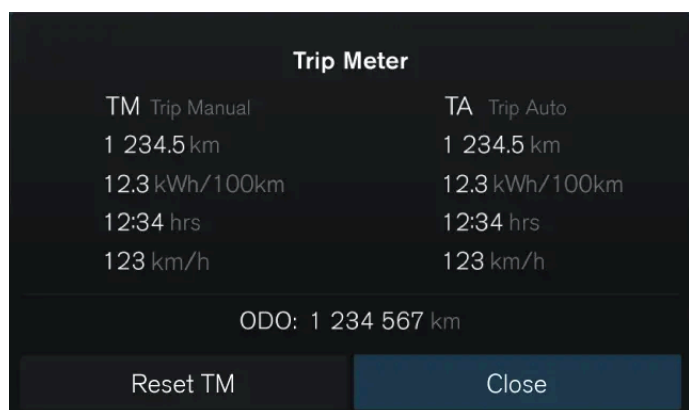 Trip Meter
TM Trip Manual
1 234.5 km
12.3 kWh/100km
12:34 hrs
123 km/h
TA Trip Auto
1 234.5 km
12.3 kWh/100km
12:34 hrs
123 km/h
ODO: 1 234 567 km
Reset TM
Close